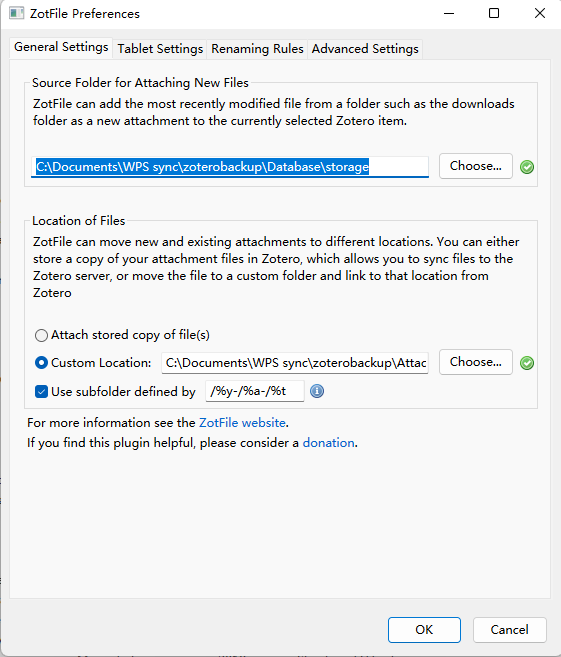 ZotFile Preferences
General Settings
Tablet Settings
Renaming Rules
Advanced Settings
Source Folder for Attaching New Files
ZotFile can add the most recently modified file from a folder such as the downloads
folder as a new attachment to the currently selected Zotero item.
C:\Documents\WPS sync\zoterobackup\Database\storage
Choose...
Location of Files
ZotFile can move new and existing attachments to different locations. You can either
store a copy of your attachment files in Zotero, which allows you to sync files to the
Zotero server, or move the file to a custom folder and link to that location from
Zotero
Attach stored copy of file(s)
Custom Location:
C:\Documents\WPS sync\zoterobackup\Attac
Choose...
Use subfolder defined by
/%y-/%a-/%t
For more information see the ZotFile website.
If you find this plugin helpful, please consider a donation.
OK
Cancel